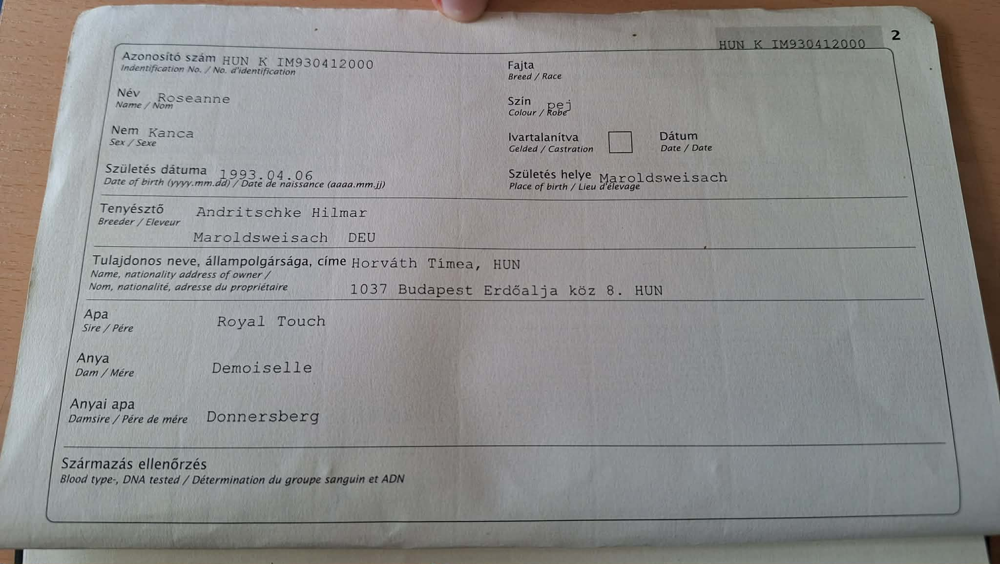 HUN K IM930412000 2
Azonosító szám HUN K IM930412000
Indentification No. / No. d'identification
Fajta
Breed / Race
Név Roseanne
Name / Nom
Szín pej
Colour / Robe
Nem Kanca
Sex / Sexe
Ivartalanítva
Gelded / Castration
Dátum
Date / Date
Születés dátuma 1993.04.06
Date of birth (yyyy.mm.dd) / Date de naissance (aaaa.mm.jj)
Születés helye Maroldsweisach
Place of birth / Lieu d'élevage
Tenyésztő Andritschke Hilmar
Breeder / Eleveur
Maroldsweisach DEU
Tulajdonos neve, állampolgársága, címe Horváth Tímea, HUN
Name, nationality address of owner /
Nom, nationalité, adresse du propriétaire
1037 Budapest Erdőalja köz 8. HUN
Apa Royal Touch
Sire / Pére
Anya Demoiselle
Dam / Mére
Anyai apa Donnersberg
Damsire / Pére de mére
Származás ellenőrzés
Blood type-, DNA tested / Détermination du groupe sanguin et ADN